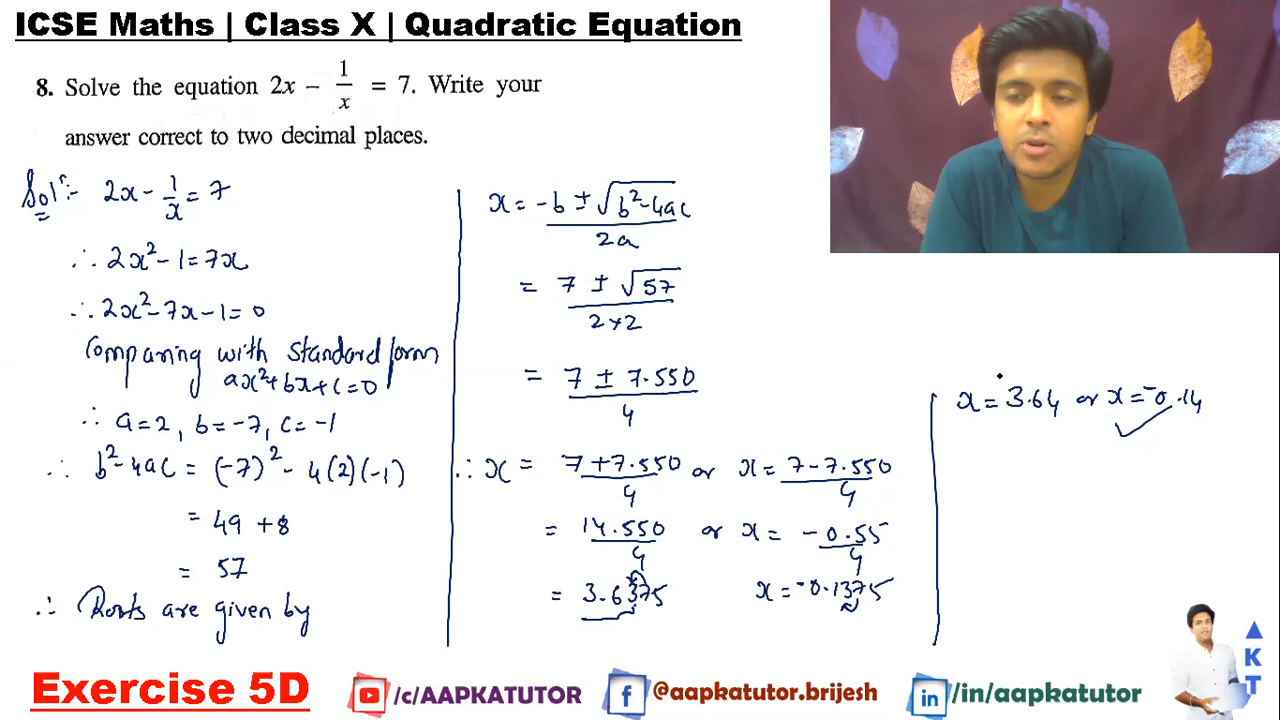 ICSE Maths | Class X | Quadratic Equation
8. Solve the equation 2x − 1/x = 7. Write your
answer correct to two decimal places.
Solⁿ:- 2x − 1/x = 7
∴ 2x² − 1 = 7x
∴ 2x² − 7x − 1 = 0
Comparing with standard form
ax² + bx + c = 0
∴ a = 2, b = −7, c = −1
∴ b² − 4ac = (−7)² − 4(2)(−1)
= 49 + 8
= 57
∴ Roots are given by
x = −b ± √(b² − 4ac) / 2a
= 7 ± √57 / 2×2
= 7 ± 7.550 / 4
∴ x = 7 + 7.550 / 4 or x = 7 − 7.550 / 4
= 14.550 / 4 or x = −0.55 / 4
= 3.6375 x = −0.1375
x = 3.64 or x = −0.14
Exercise 5D
/c/AAPKATUTOR
@aapkatutor.brijesh
in /in/aapkatutor
AKT